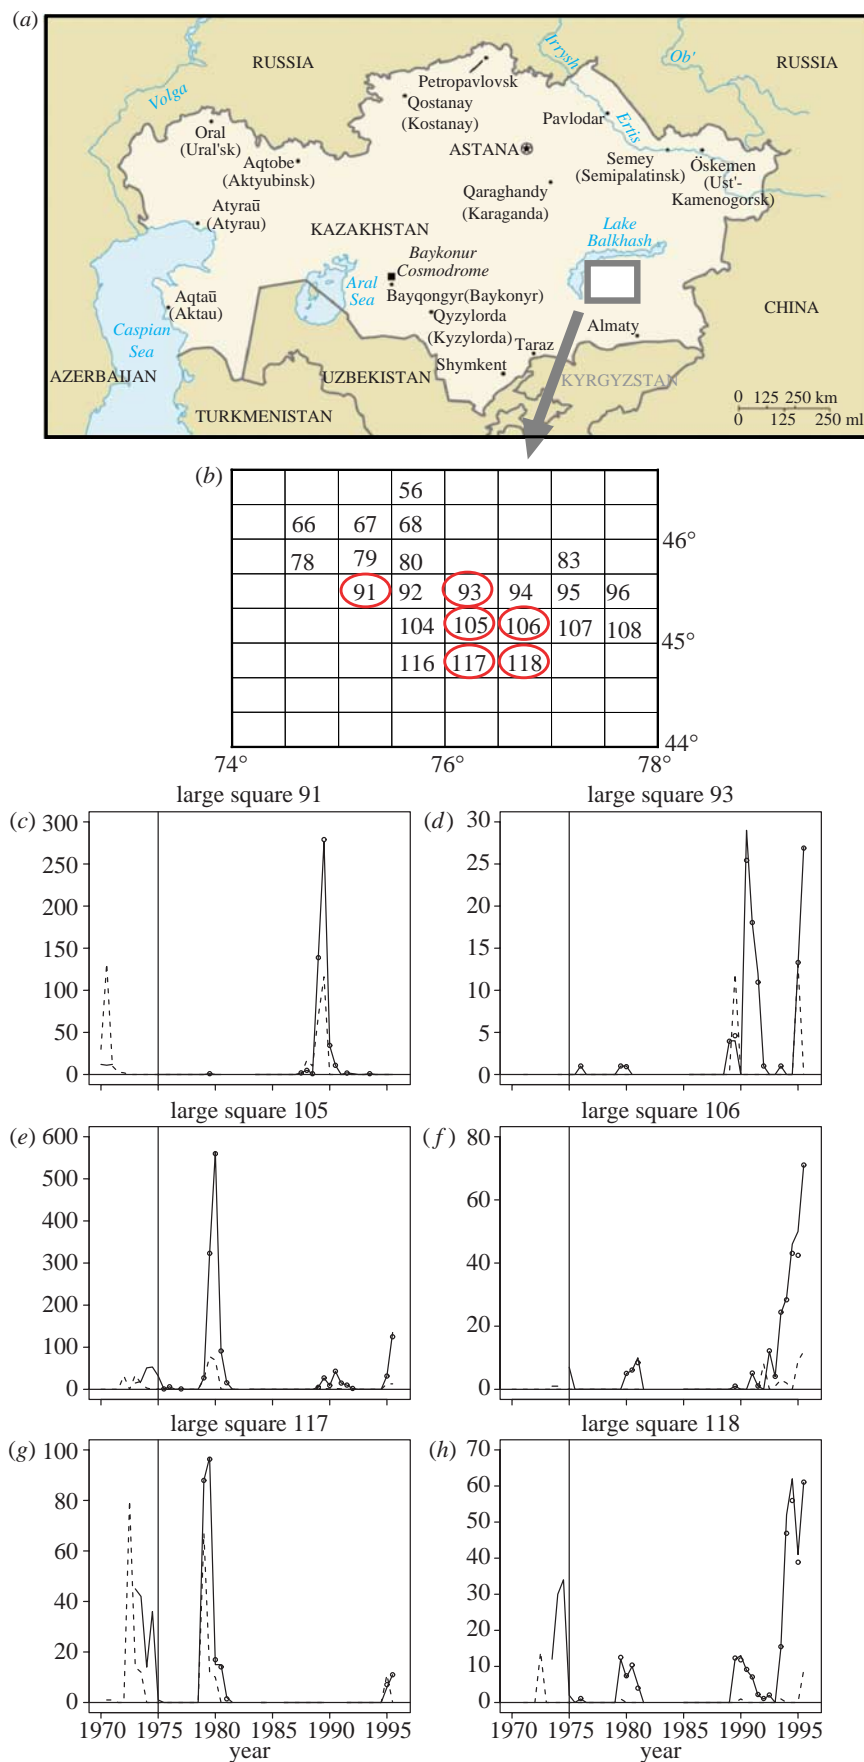 (a)
RUSSIA
Irtysh
Ob'
RUSSIA
Volga
Petropavlovsk
Qostanay
(Kostanay)
Pavlodar
Ertis
Oral
(Ural'sk)
Aqtobe
(Aktyubinsk)
ASTANA
Semey
(Semipalatinsk)
Öskemen
(Ust'-
Kamenogorsk)
Qaraghandy
(Karaganda)
Atyraū
(Atyrau)
KAZAKHSTAN
Lake
Balkhash
Baykonur
Cosmodrome
Aral
Sea
Bayqongyr(Baykonyr)
Aqtaū
(Aktau)
Qyzylorda
(Kyzylorda)
CHINA
Caspian
Sea
Almaty
Taraz
Shymkent
AZERBAIJAN
UZBEKISTAN
KYRGYZSTAN
TURKMENISTAN
0 125 250 km
0 125 250 ml
(b)
56
66 67 68
46°
78 79 80 83
91 92 93 94 95 96
104 105 106 107 108
45°
116 117 118
44°
74° 76° 78°
large square 91
(c)
300
250
200
150
100
50
0
large square 93
(d)
30
25
20
15
10
5
0
large square 105
(e)
600
500
400
300
200
100
0
large square 106
(f)
80
60
40
20
0
large square 117
(g)
100
80
60
40
20
0
1970 1975 1980 1985 1990 1995
year
large square 118
(h)
70
60
50
40
30
20
10
0
1970 1975 1980 1985 1990 1995
year